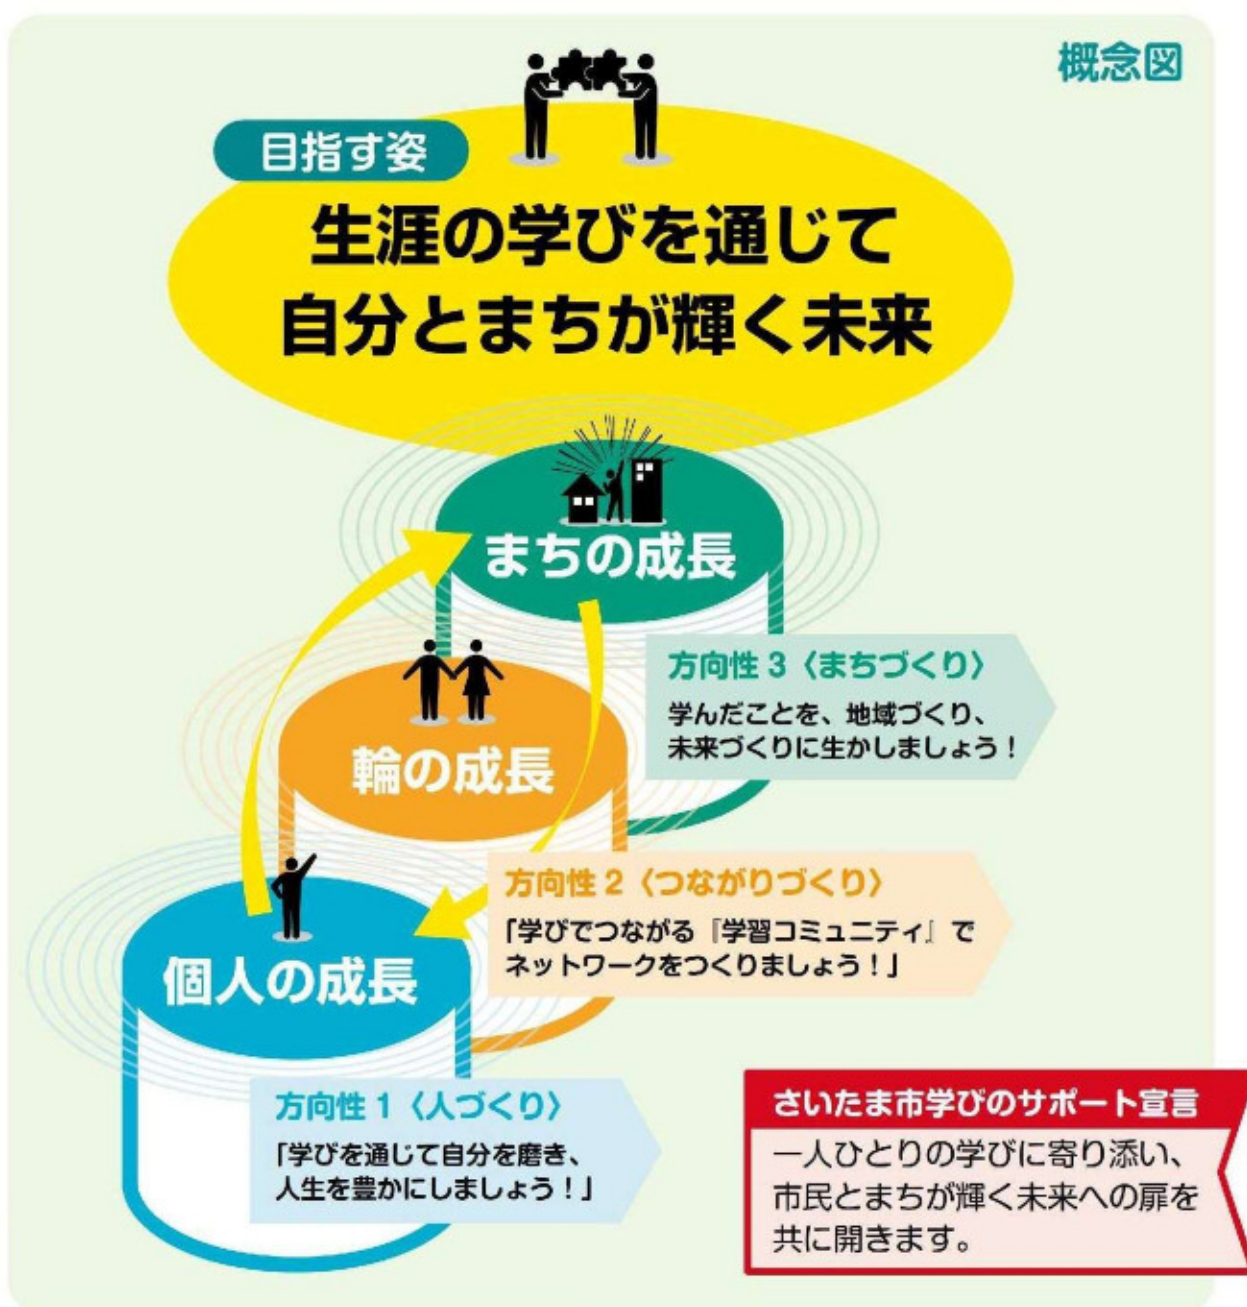 概念図
目指す姿
生涯の学びを通じて
自分とまちが輝く未来
まちの成長
方向性 3〈まちづくり〉
学んだことを、地域づくり、
未来づくりに生かしましょう！
輪の成長
方向性 2〈つながりづくり〉
「学びでつながる『学習コミュニティ』で
ネットワークをつくりましょう！」
個人の成長
方向性 1〈人づくり〉
「学びを通じて自分を磨き、
人生を豊かにしましょう！」
さいたま市学びのサポート宣言
一人ひとりの学びに寄り添い、
市民とまちが輝く未来への扉を
共に開きます。